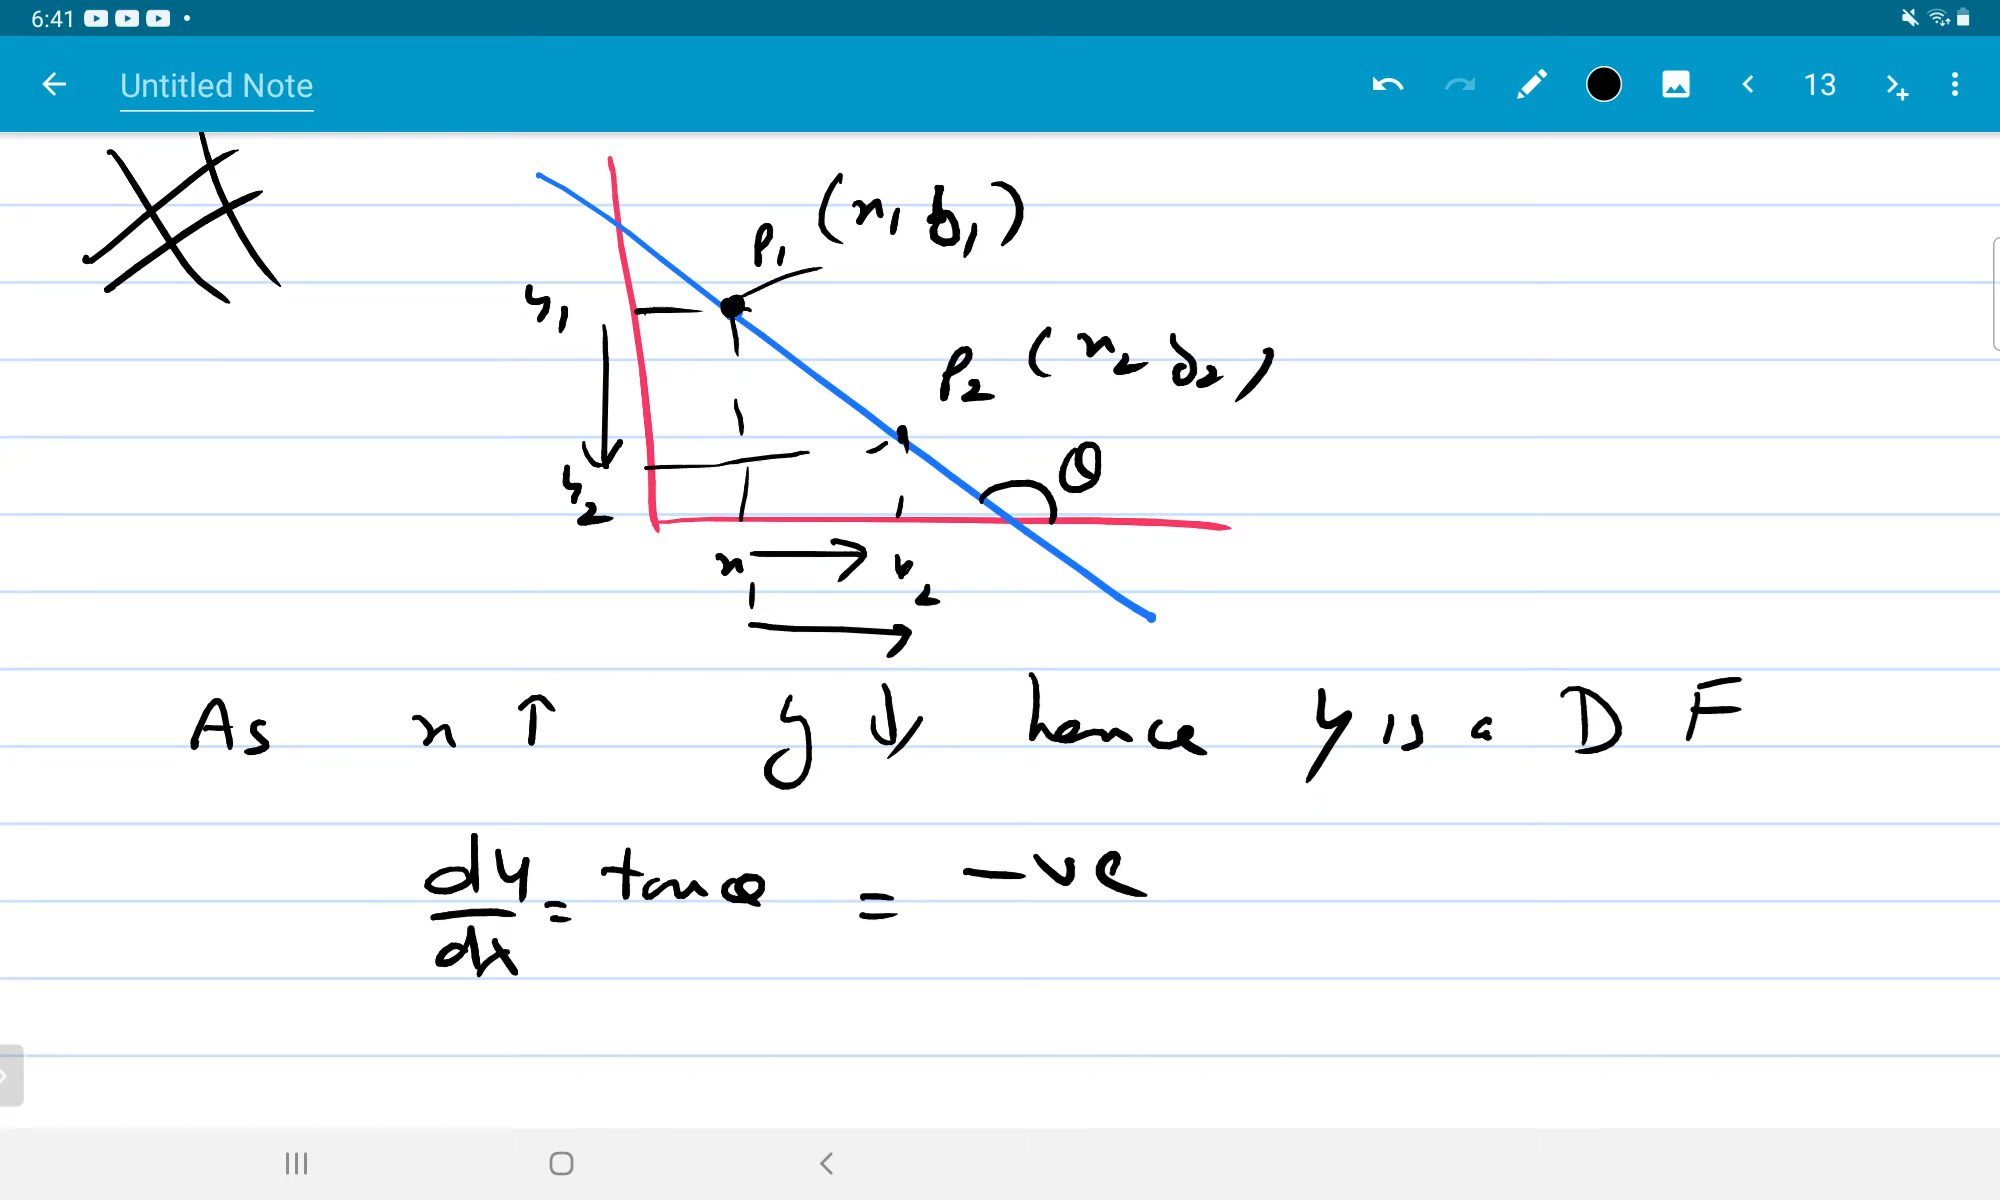 6:41
Untitled Note
13
P₁ (x₁ y₁)
y₁
P₂ (x₂ y₂)
θ
y₂
x₁ → x₂
As x ↑ y ↓ hence y is a D F
dy/dx = tan θ = -ve